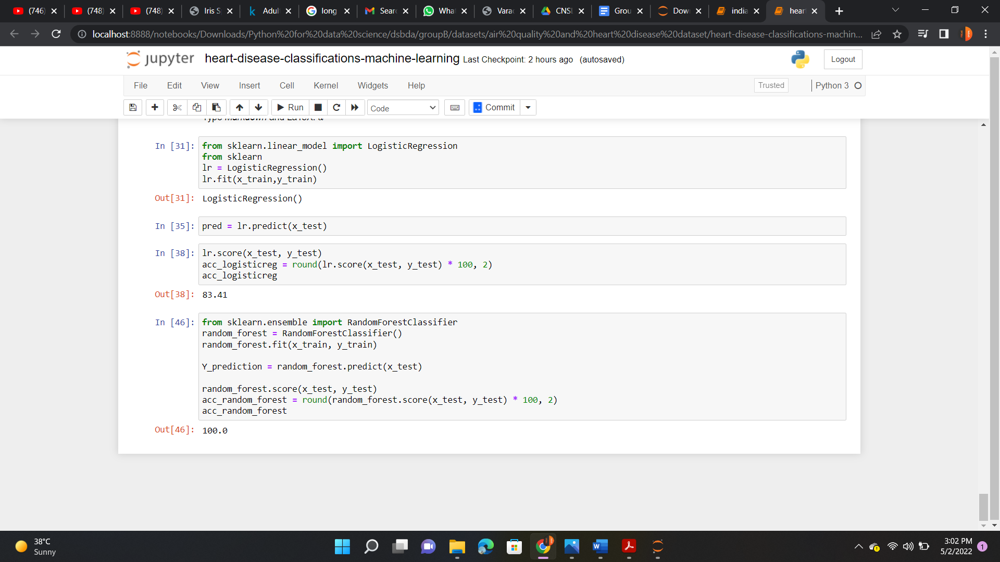 (746)
(748)
(748)
Iris S
Adul
long
Sear
What
Varac
CNSL
Grou
Dow
india
hear
localhost:8888/notebooks/Downloads/Python%20for%20data%20science/dsbda/groupB/datasets/air%20quality%20and%20heart%20disease%20dataset/heart-disease-classifications-machin...
jupyter heart-disease-classifications-machine-learning Last Checkpoint: 2 hours ago (autosaved)
Logout
File Edit View Insert Cell Kernel Widgets Help
Trusted
Python 3
Run
Code
Commit
Type Markdown and LaTeX: α
In [31]: from sklearn.linear_model import LogisticRegression
from sklearn
lr = LogisticRegression()
lr.fit(x_train,y_train)
Out[31]: LogisticRegression()
In [35]: pred = lr.predict(x_test)
In [38]: lr.score(x_test, y_test)
acc_logisticreg = round(lr.score(x_test, y_test) * 100, 2)
acc_logisticreg
Out[38]: 83.41
In [46]: from sklearn.ensemble import RandomForestClassifier
random_forest = RandomForestClassifier()
random_forest.fit(x_train, y_train)
Y_prediction = random_forest.predict(x_test)
random_forest.score(x_test, y_test)
acc_random_forest = round(random_forest.score(x_test, y_test) * 100, 2)
acc_random_forest
Out[46]: 100.0
38°C
Sunny
3:02 PM
5/2/2022
1